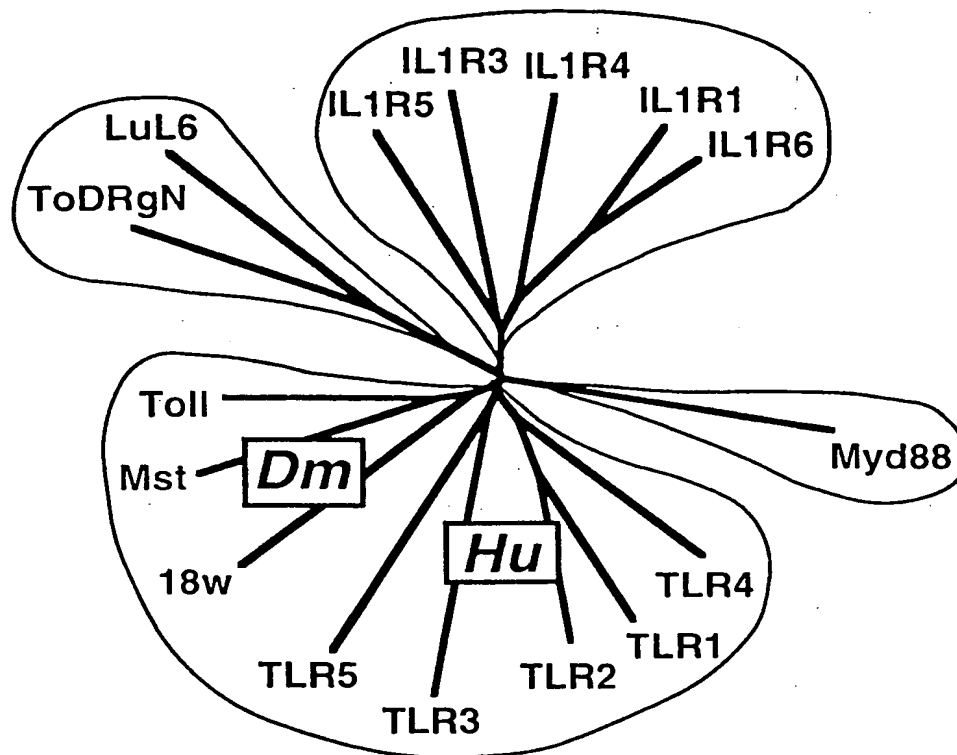 IL1R3
IL1R4
IL1R5
IL1R1
LuL6
IL1R6
ToDRgN
Toll
Mst
Dm
Myd88
Hu
18w
TLR4
TLR1
TLR5
TLR2
TLR3